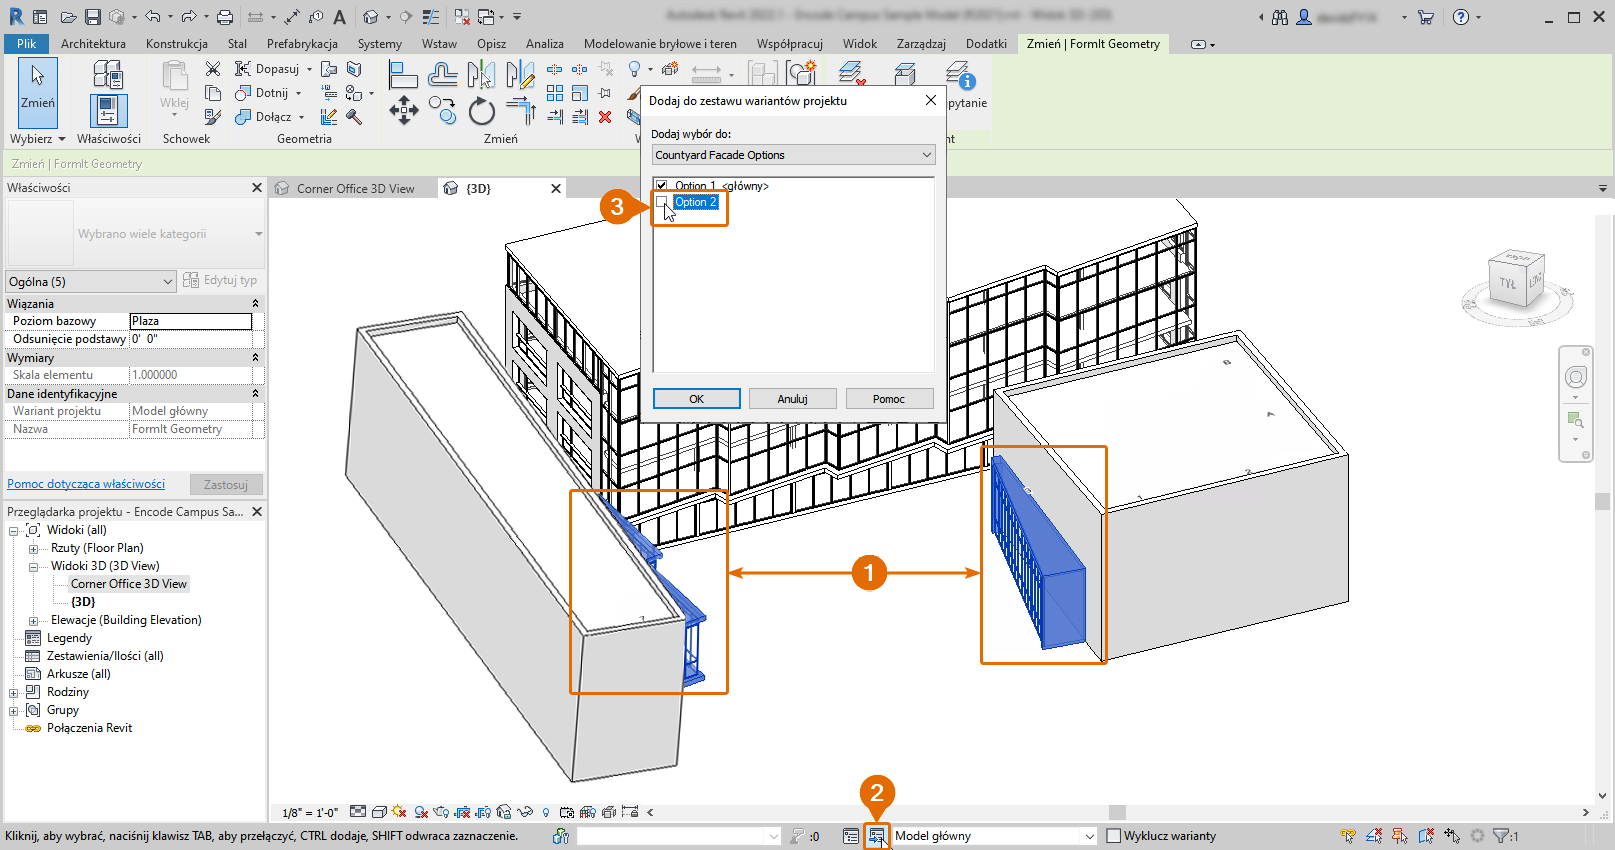 Plik
Architektura
Konstrukcja
Stal
Prefabrykacja
Systemy
Wstaw
Opisz
Analiza
Modelowanie bryłowe i teren
Współpracuj
Widok
Zarządzaj
Dodatki
Zmień | FormIt Geometry
Zmień
Wklej
Dopasuj
Dotnij
Dołącz
pytanie
Wybierz
Właściwości
Schowek
Geometria
Zmień
Zmień | FormIt Geometry
Dodaj do zestawu wariantów projektu
Dodaj wybór do:
Countyard Facade Options
Option 1 <główny>
Option 2
3
OK
Anuluj
Pomoc
Właściwości
Wybrano wiele kategorii
Ogólna (5)
Edytuj typ
Wiązania
Poziom bazowy
Plaza
Odsunięcie podstawy
0' 0"
Wymiary
Skala elementu
1.000000
Dane identyfikacyjne
Wariant projektu
Model główny
Nazwa
FormIt Geometry
Pomoc dotycząca właściwości
Zastosuj
Przeglądarka projektu - Encode Campus Sa...
Widoki (all)
Rzuty (Floor Plan)
Widoki 3D (3D View)
Corner Office 3D View
{3D}
Elewacje (Building Elevation)
Legendy
Zestawienia/Ilości (all)
Arkusze (all)
Rodziny
Grupy
Połączenia Revit
Corner Office 3D View
{3D}
TYŁ
1
2
1/8" = 1'-0"
Kliknij, aby wybrać, naciśnij klawisz TAB, aby przełączyć, CTRL dodaje, SHIFT odwraca zaznaczenie.
:0
Model główny
Wyklucz warianty
:1